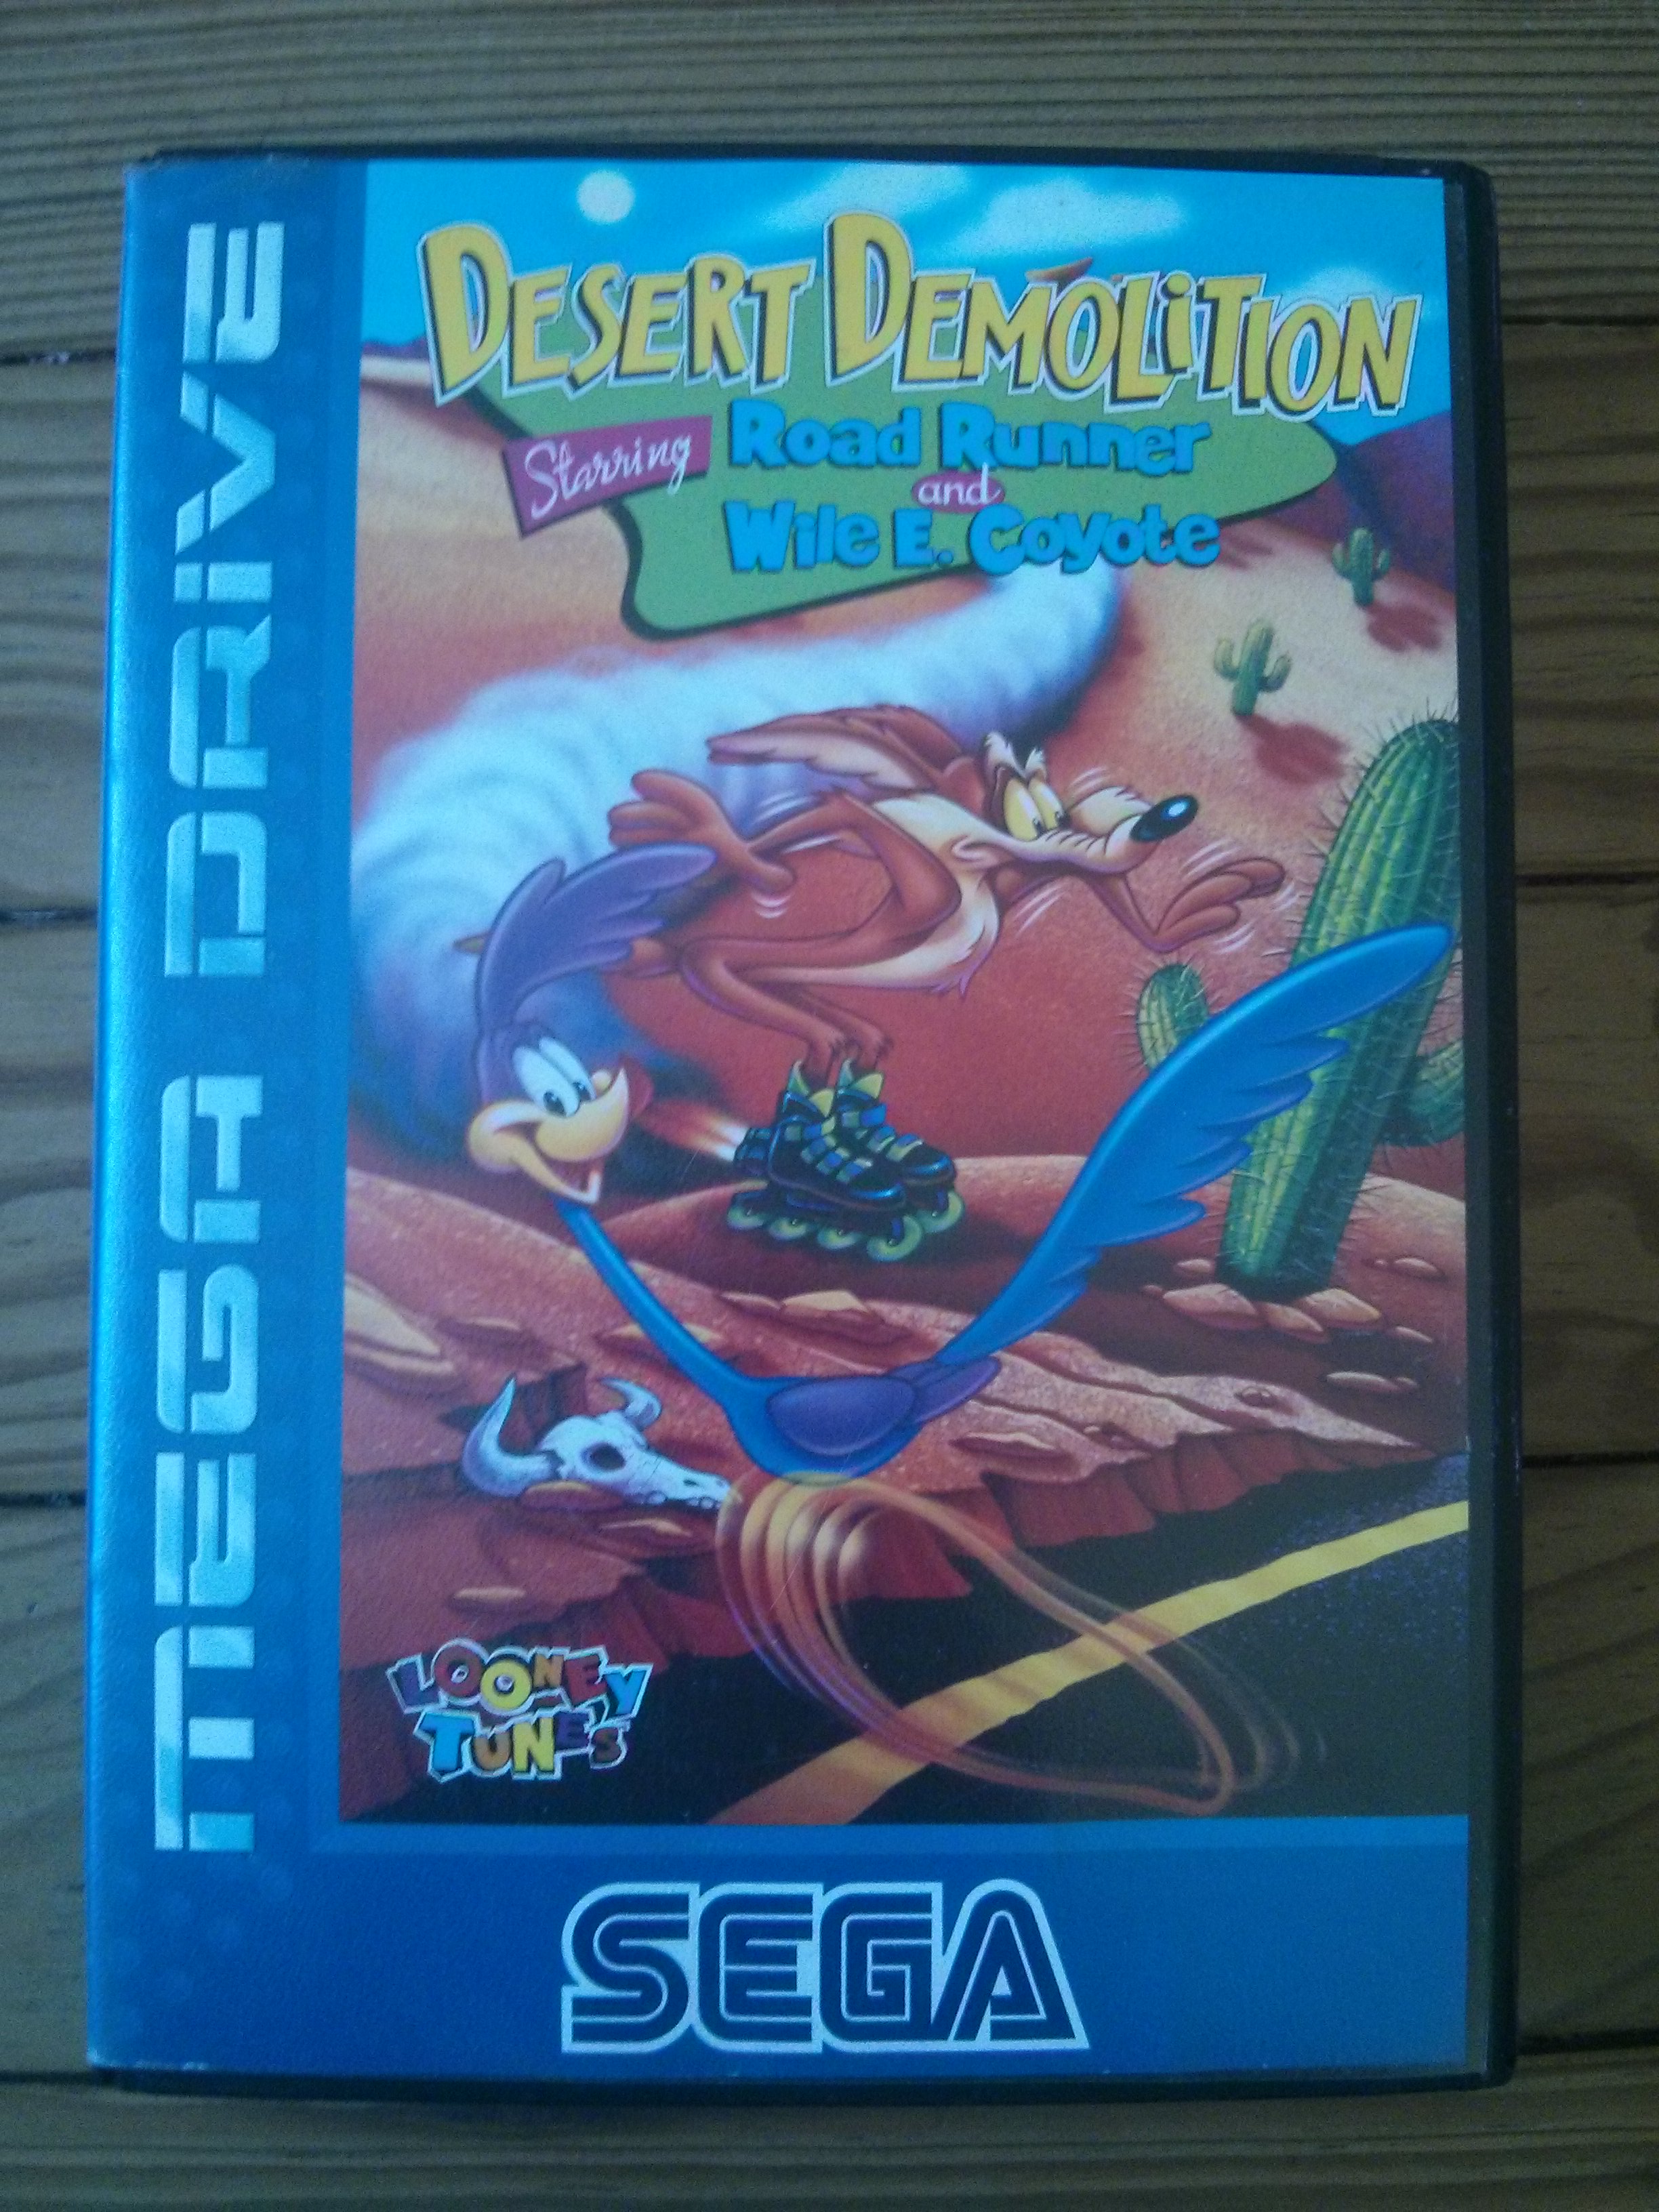 MEGA DRIVE
DESERT DEMOLiTION
Starring Road Runner
and
Wile E. Coyote
LOONEY
TUNES
SEGA